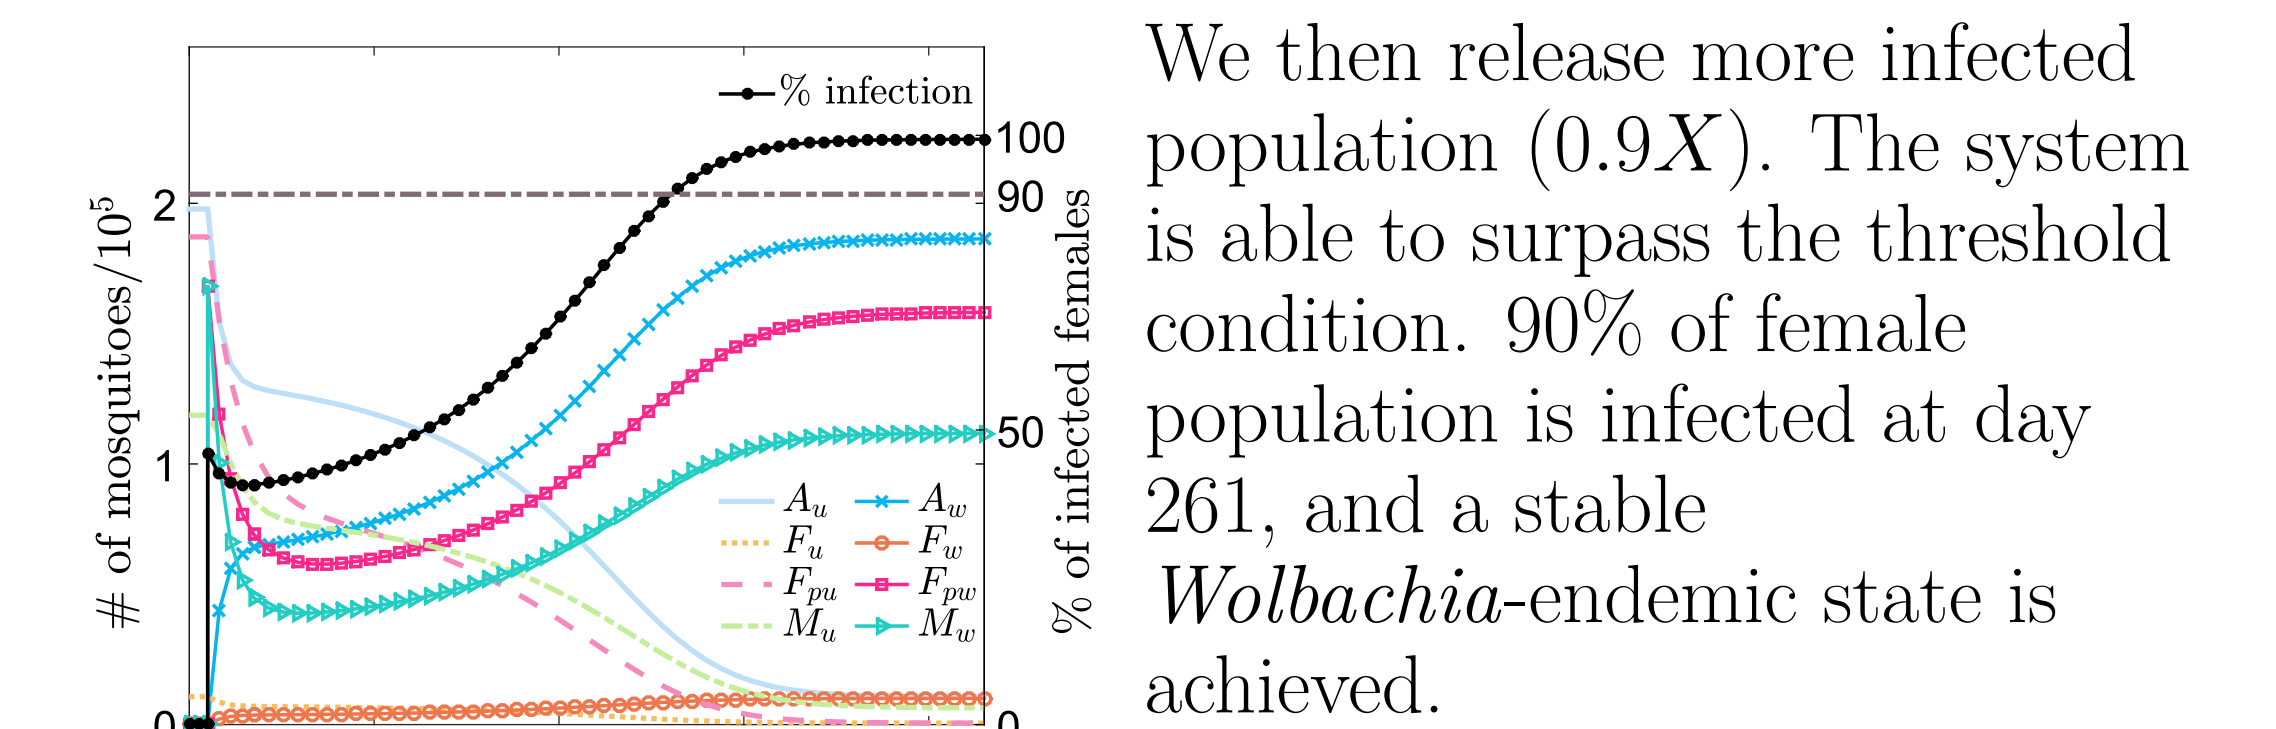 % infection
100
90
50
0
% of infected females
2
1
0
# of mosquitoes/10^5
A_u A_w
F_u F_w
F_pu F_pw
M_u M_w
We then release more infected
population (0.9X). The system
is able to surpass the threshold
condition. 90% of female
population is infected at day
261, and a stable
Wolbachia-endemic state is
achieved.